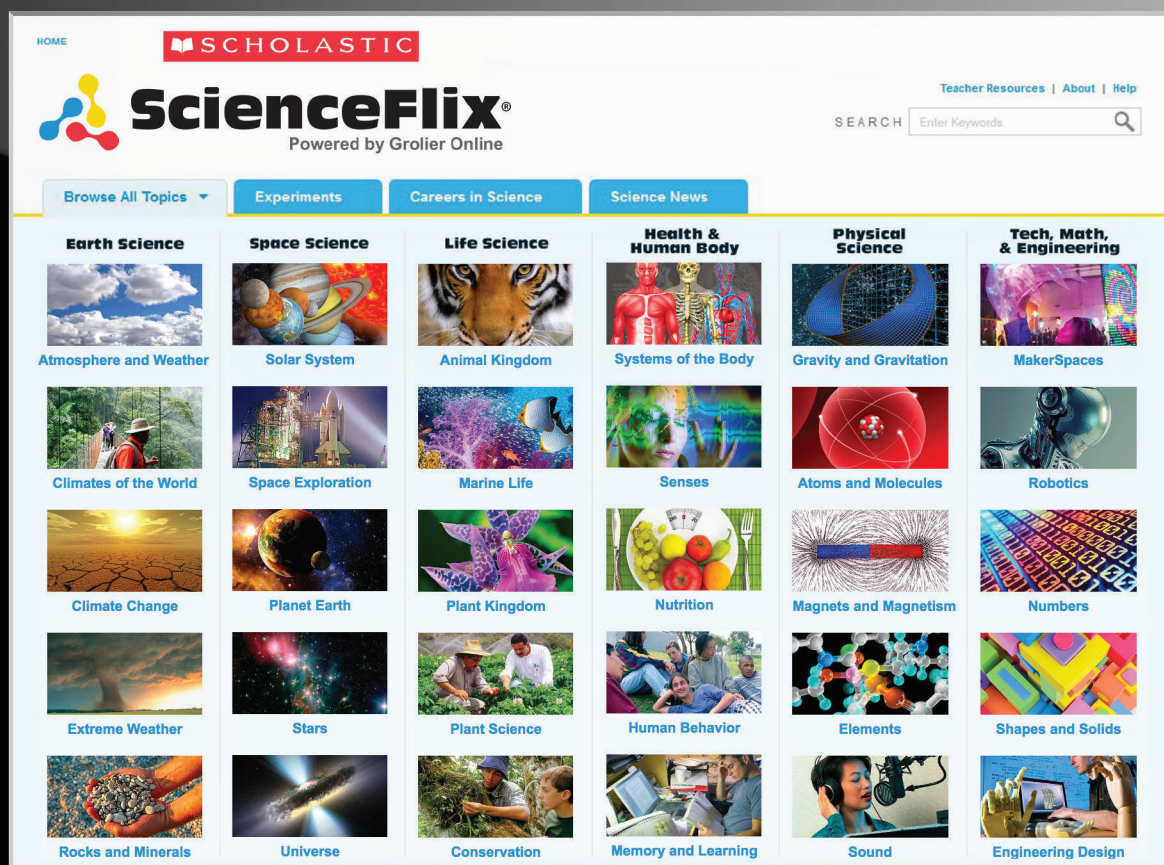 HOME
SCHOLASTIC
ScienceFlix®
Powered by Grolier Online
Teacher Resources | About | Help
SEARCH Enter Keywords
Browse All Topics Experiments Careers in Science Science News
Earth Science
Space Science
Life Science
Health &
Human Body
Physical
Science
Tech, Math,
& Engineering
Atmosphere and Weather
Solar System
Animal Kingdom
Systems of the Body
Gravity and Gravitation
MakerSpaces
Climates of the World
Space Exploration
Marine Life
Senses
Atoms and Molecules
Robotics
Climate Change
Planet Earth
Plant Kingdom
Nutrition
Magnets and Magnetism
Numbers
Extreme Weather
Stars
Plant Science
Human Behavior
Elements
Shapes and Solids
Rocks and Minerals
Universe
Conservation
Memory and Learning
Sound
Engineering Design